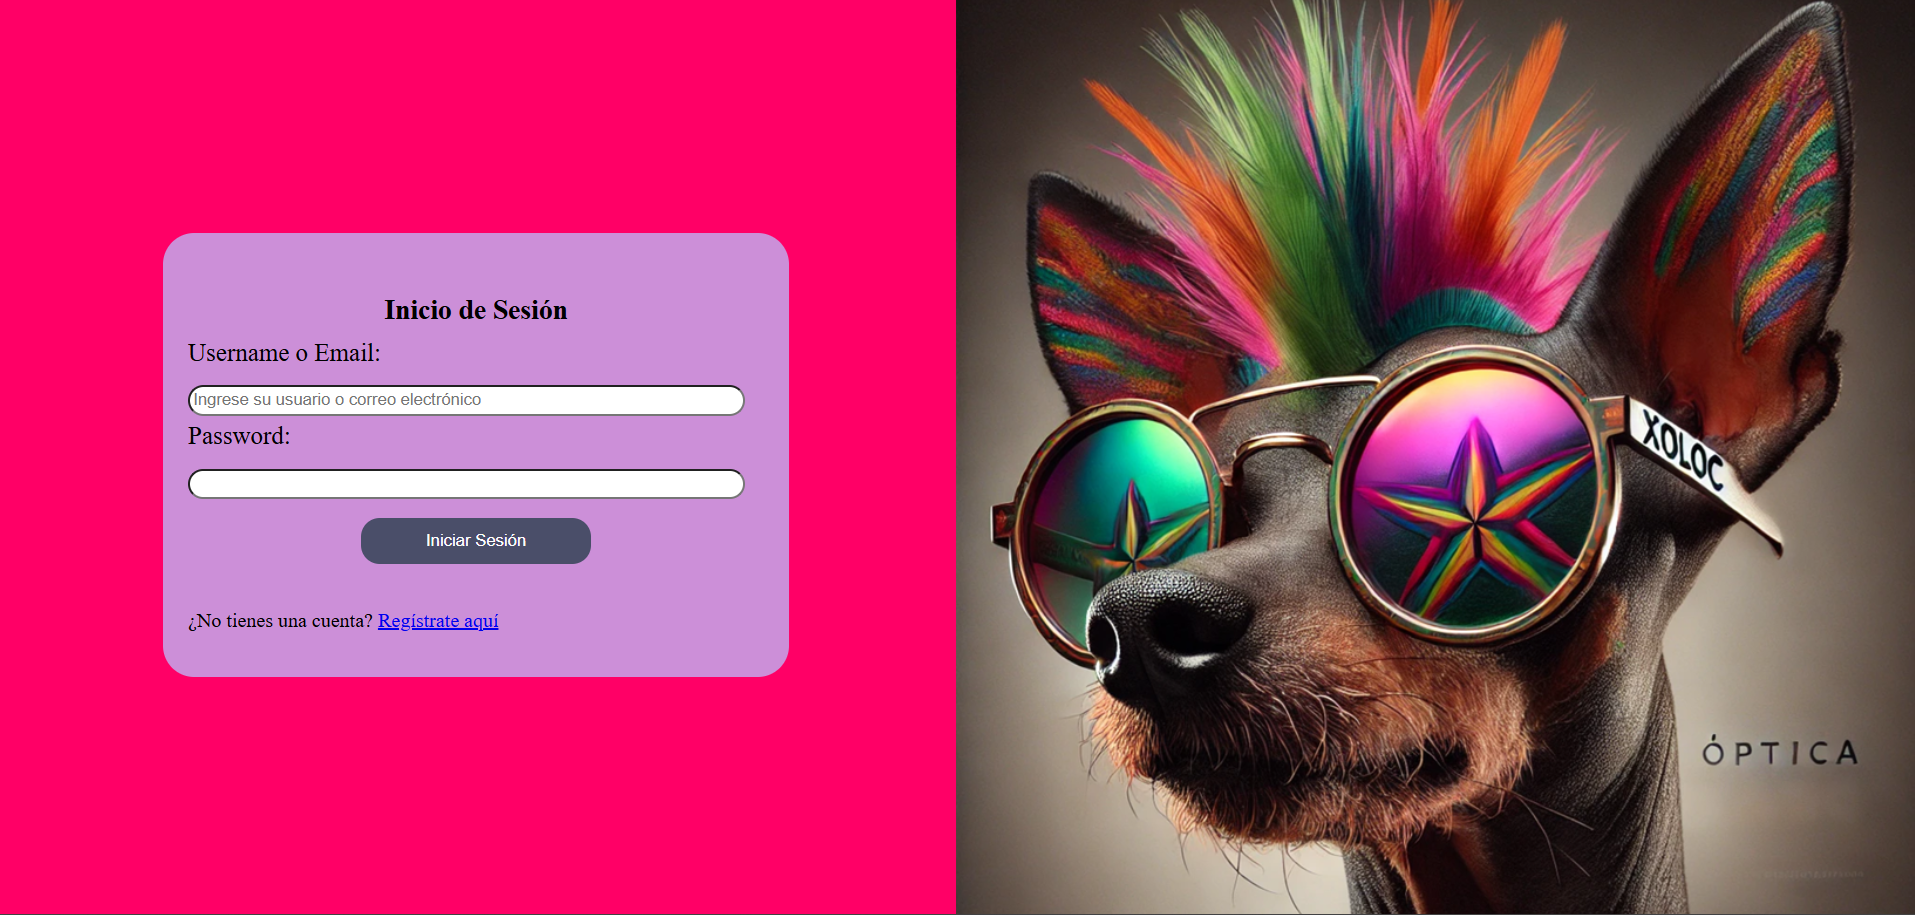 Inicio de Sesión
Username o Email:
Ingrese su usuario o correo electrónico
Password:
Iniciar Sesión
¿No tienes una cuenta? Regístrate aquí
XOLOC
ÓPTICA